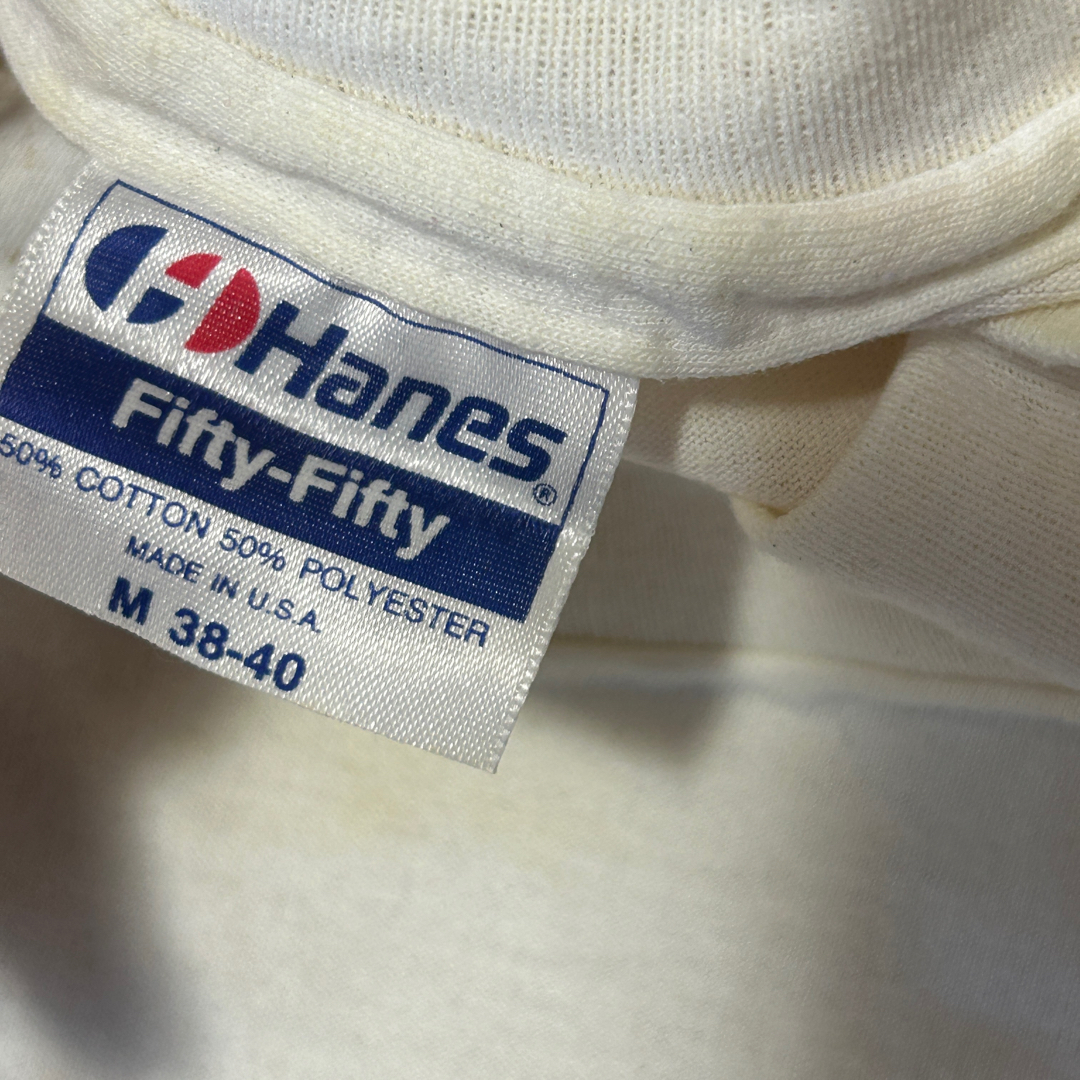 Hanes®
Fifty-Fifty
50% COTTON 50% POLYESTER
MADE IN U.S.A.
M 38-40